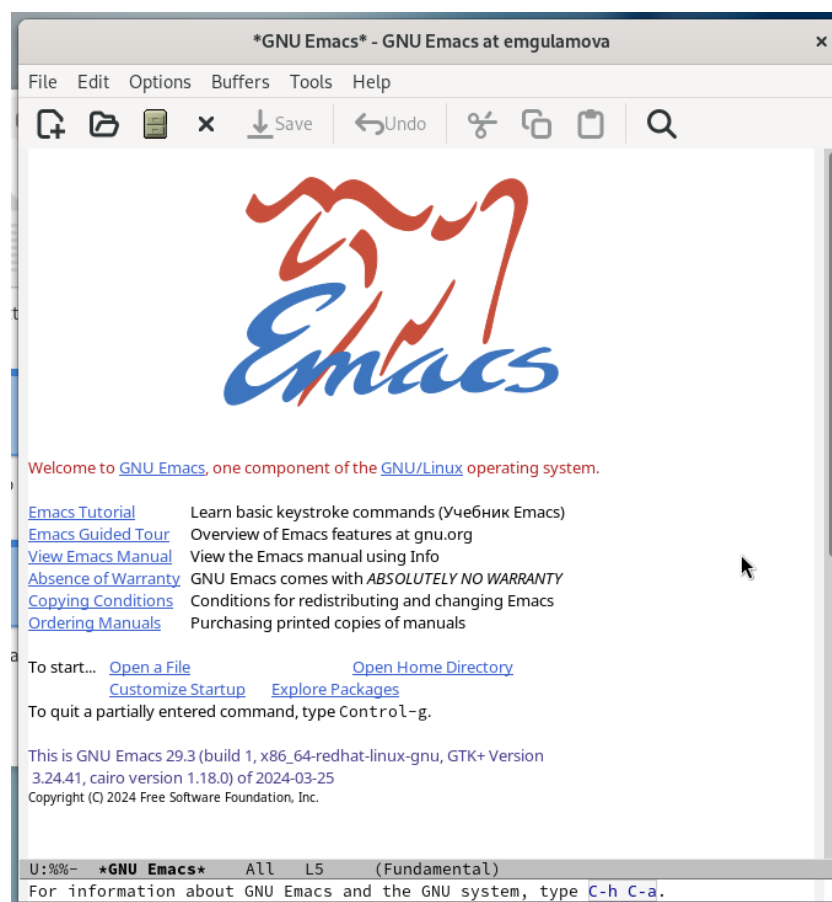 *GNU Emacs* - GNU Emacs at emgulamova
File Edit Options Buffers Tools Help
Save Undo
Emacs
Welcome to GNU Emacs, one component of the GNU/Linux operating system.
Emacs Tutorial Learn basic keystroke commands (Учебник Emacs)
Emacs Guided Tour Overview of Emacs features at gnu.org
View Emacs Manual View the Emacs manual using Info
Absence of Warranty GNU Emacs comes with ABSOLUTELY NO WARRANTY
Copying Conditions Conditions for redistributing and changing Emacs
Ordering Manuals Purchasing printed copies of manuals
To start... Open a File Open Home Directory
Customize Startup Explore Packages
To quit a partially entered command, type Control-g.
This is GNU Emacs 29.3 (build 1, x86_64-redhat-linux-gnu, GTK+ Version
3.24.41, cairo version 1.18.0) of 2024-03-25
Copyright (C) 2024 Free Software Foundation, Inc.
U:%%- *GNU Emacs* All L5 (Fundamental)
For information about GNU Emacs and the GNU system, type C-h C-a.